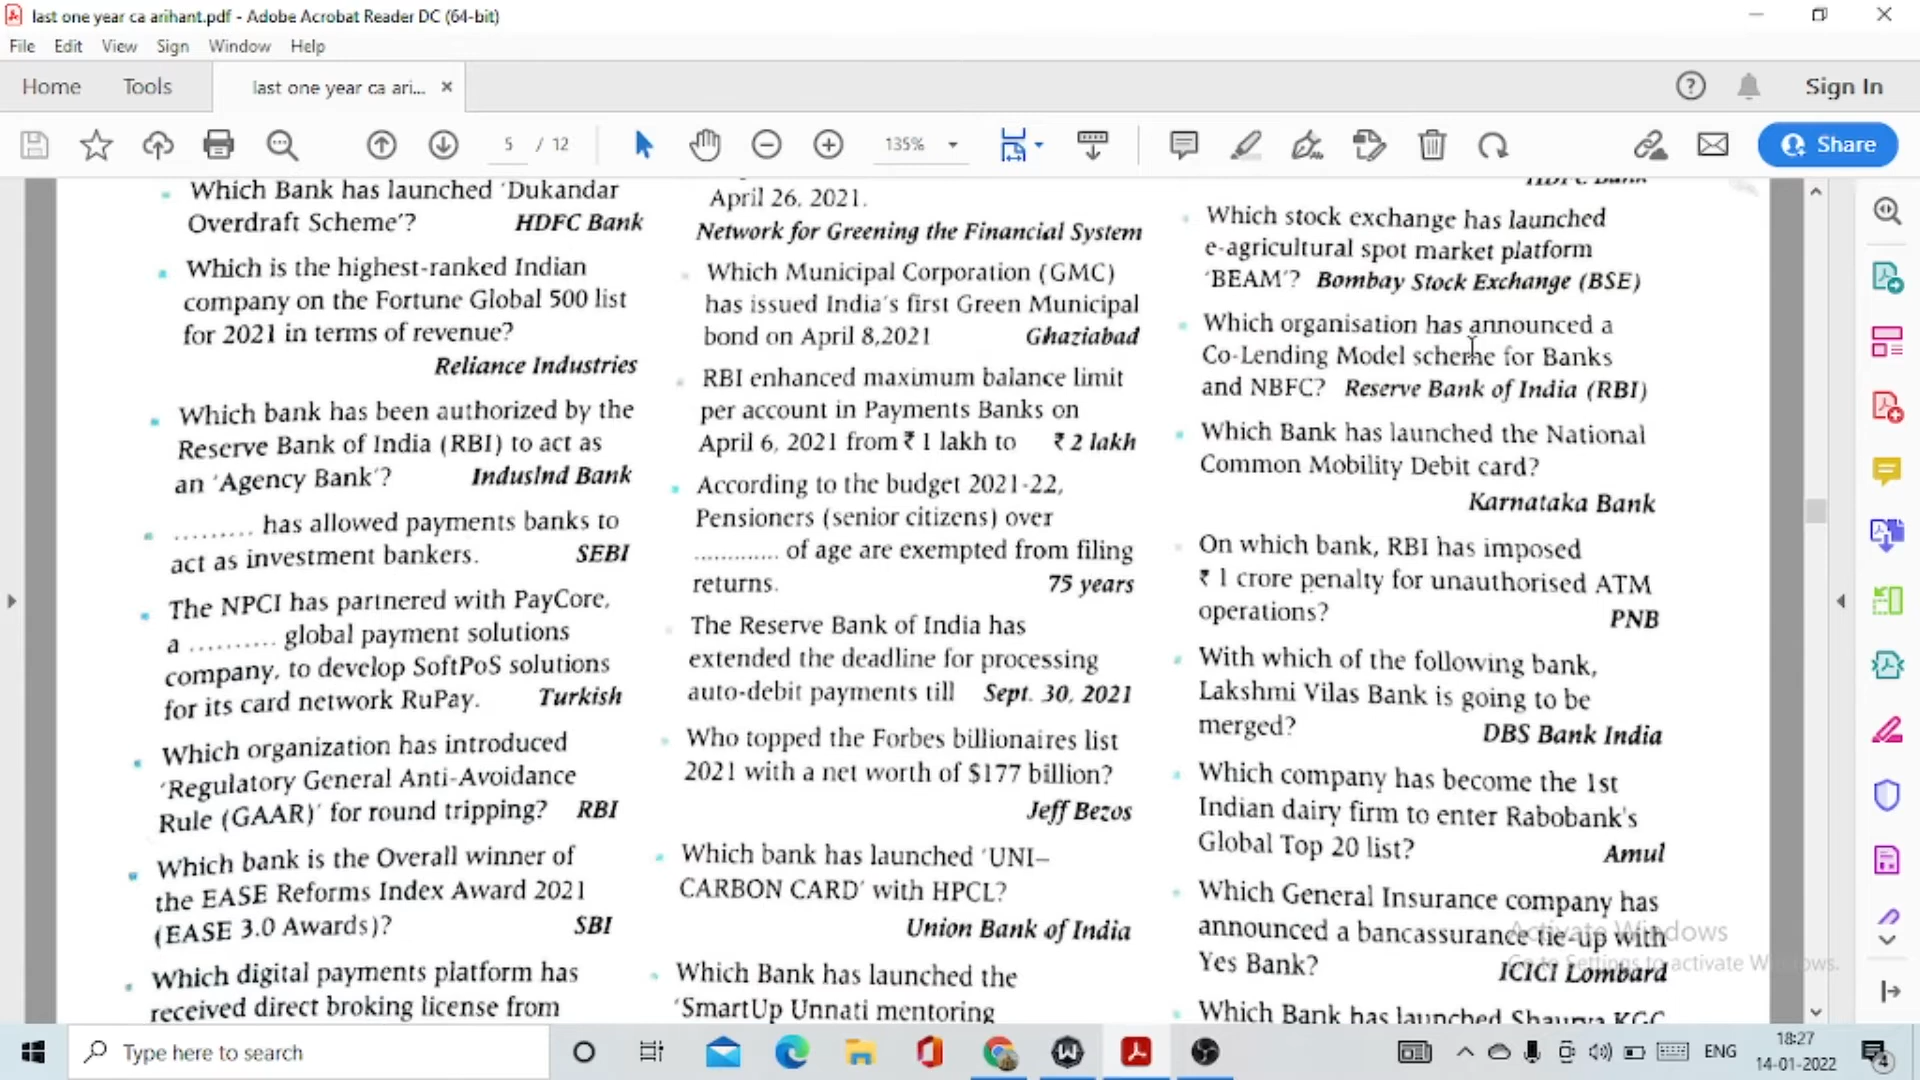 last one year ca arihant.pdf - Adobe Acrobat Reader DC (64-bit)
File Edit View Sign Window Help
Home Tools last one year ca ari... × Sign In
5 / 12 135% Share
Which Bank has launched 'Dukandar
Overdraft Scheme'? HDFC Bank
Which is the highest-ranked Indian
company on the Fortune Global 500 list
for 2021 in terms of revenue?
Reliance Industries
Which bank has been authorized by the
Reserve Bank of India (RBI) to act as
an 'Agency Bank'? IndusInd Bank
......... has allowed payments banks to
act as investment bankers. SEBI
The NPCI has partnered with PayCore,
a .......... global payment solutions
company, to develop SoftPoS solutions
for its card network RuPay. Turkish
Which organization has introduced
'Regulatory General Anti-Avoidance
Rule (GAAR)' for round tripping? RBI
Which bank is the Overall winner of
the EASE Reforms Index Award 2021
(EASE 3.0 Awards)? SBI
Which digital payments platform has
received direct broking license from
April 26, 2021.
Network for Greening the Financial System
Which Municipal Corporation (GMC)
has issued India's first Green Municipal
bond on April 8,2021 Ghaziabad
RBI enhanced maximum balance limit
per account in Payments Banks on
April 6, 2021 from ₹ 1 lakh to ₹ 2 lakh
According to the budget 2021-22,
Pensioners (senior citizens) over
............. of age are exempted from filing
returns. 75 years
The Reserve Bank of India has
extended the deadline for processing
auto-debit payments till Sept. 30, 2021
Who topped the Forbes billionaires list
2021 with a net worth of $177 billion?
Jeff Bezos
Which bank has launched 'UNI–
CARBON CARD' with HPCL?
Union Bank of India
Which Bank has launched the
'SmartUp Unnati mentoring
HDFC Bank
Which stock exchange has launched
e-agricultural spot market platform
'BEAM'? Bombay Stock Exchange (BSE)
Which organisation has announced a
Co-Lending Model scheme for Banks
and NBFC? Reserve Bank of India (RBI)
Which Bank has launched the National
Common Mobility Debit card?
Karnataka Bank
On which bank, RBI has imposed
₹ 1 crore penalty for unauthorised ATM
operations? PNB
With which of the following bank,
Lakshmi Vilas Bank is going to be
merged? DBS Bank India
Which company has become the 1st
Indian dairy firm to enter Rabobank's
Global Top 20 list? Amul
Which General Insurance company has
announced a bancassurance tie-up with
Yes Bank? ICICI Lombard
Which Bank has launched Shaurya KGC
Activate Windows
Go to Settings to activate Windows.
Type here to search
ENG
18:27
14-01-2022
4